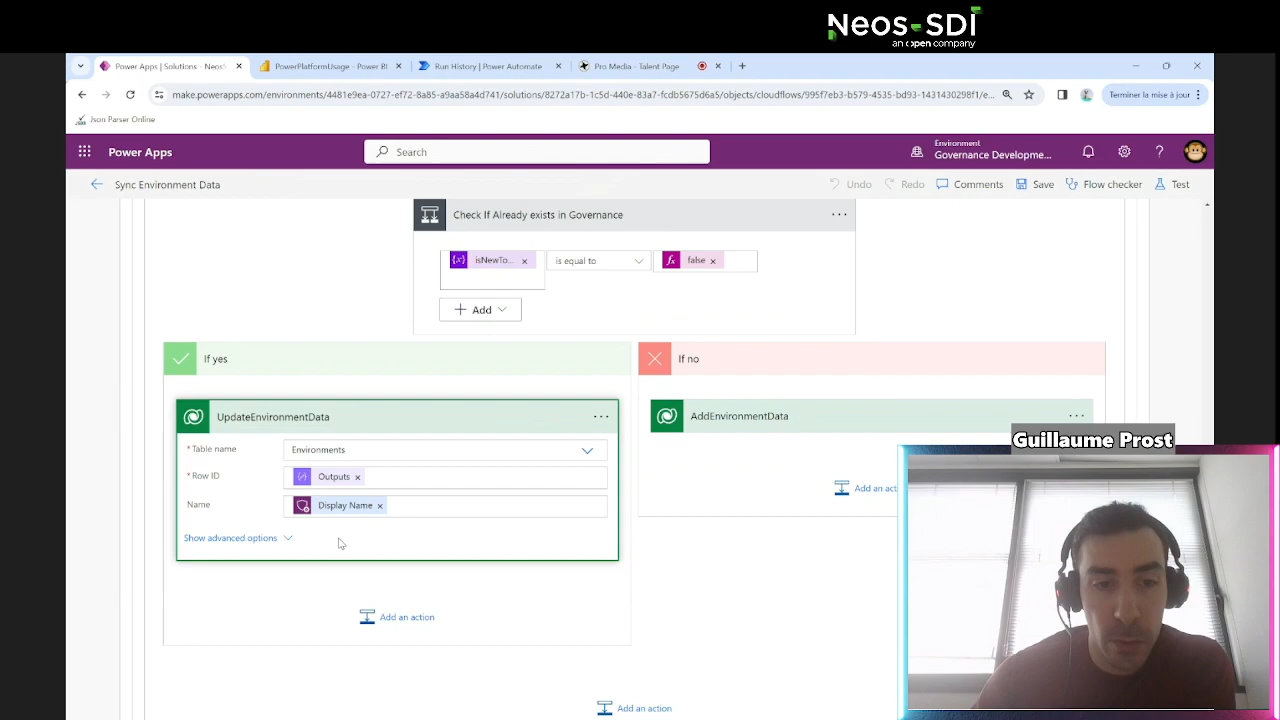 Neos-SDI
an open company
Power Apps | Solutions - Neos
PowerPlatformUsage - Power BI
Run History | Power Automate
Pro Media - Talent Page
make.powerapps.com/environments/4481e9ea-0727-ef72-8a85-a9aa58a4d741/solutions/8272a17b-1c5d-440e-83a7-fcdb5675d6a5/objects/cloudflows/995f7eb3-b579-4535-bd93-1431430298f1/e...
Terminer la mise à jour
Json Parser Online
Power Apps
Search
Environment
Governance Developme...
Sync Environment Data
Undo
Redo
Comments
Save
Flow checker
Test
Check If Already exists in Governance
isNewTo...
is equal to
false
Add
If yes
If no
UpdateEnvironmentData
AddEnvironmentData
* Table name
Environments
* Row ID
Outputs
Name
Display Name
Show advanced options
Add an action
Add an acti
Add an action
Guillaume Prost